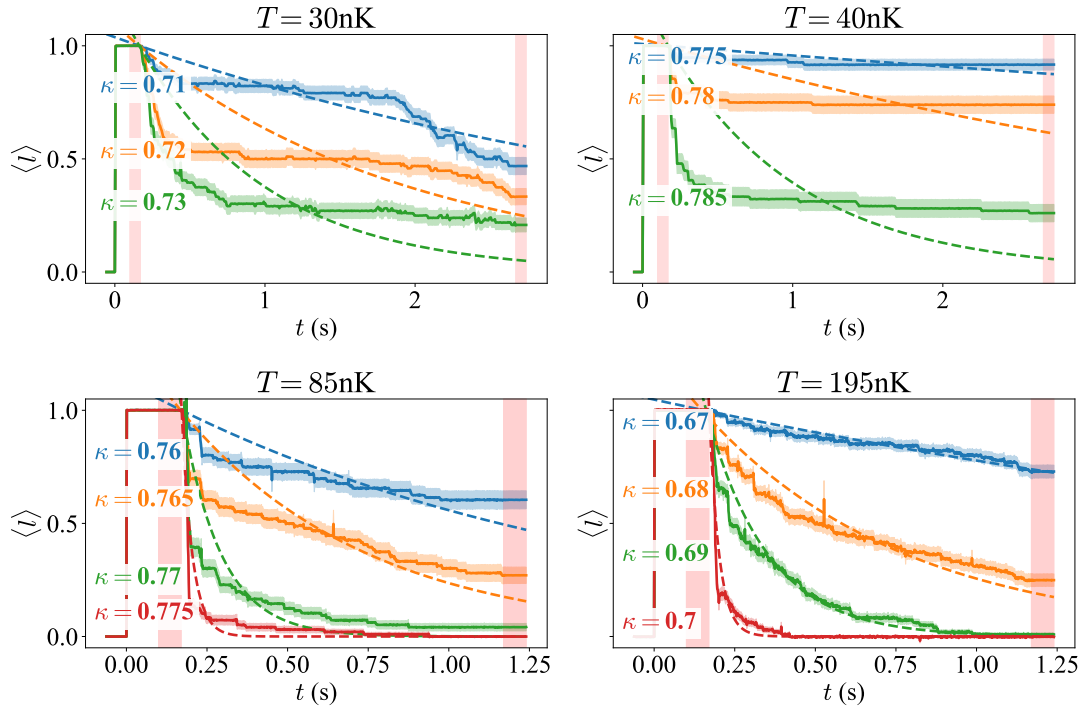 T = 30nK
1.0
0.5
0.0
⟨l⟩
κ = 0.71
κ = 0.72
κ = 0.73
0 1 2
t (s)
T = 40nK
⟨l⟩
κ = 0.775
κ = 0.78
κ = 0.785
0 1 2
t (s)
T = 85nK
1.0
0.5
0.0
⟨l⟩
κ = 0.76
κ = 0.765
κ = 0.77
κ = 0.775
0.00 0.25 0.50 0.75 1.00 1.25
t (s)
T = 195nK
⟨l⟩
κ = 0.67
κ = 0.68
κ = 0.69
κ = 0.7
0.00 0.25 0.50 0.75 1.00 1.25
t (s)